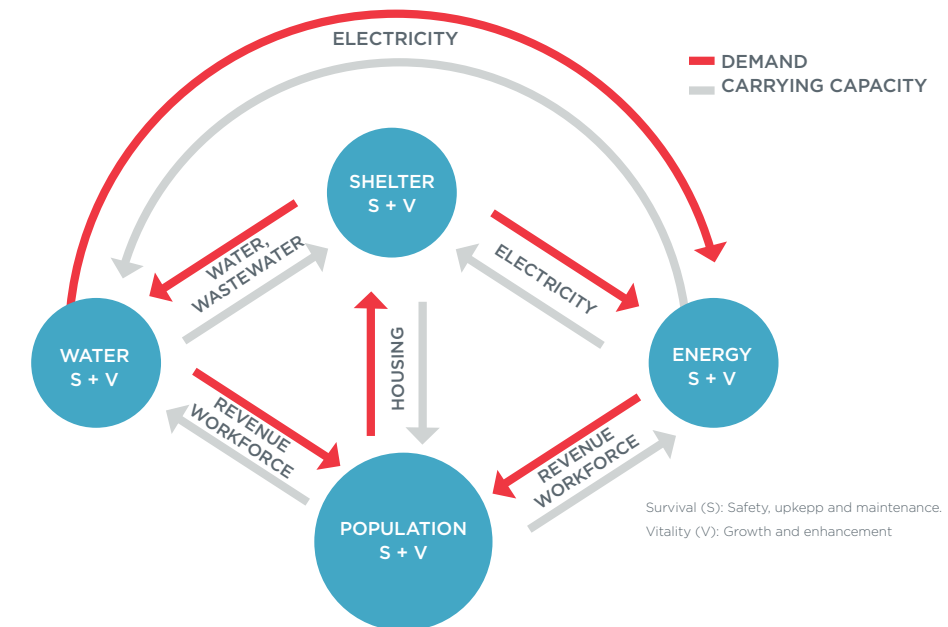 ELECTRICITY
DEMAND
CARRYING CAPACITY
SHELTER
S + V
WATER,
WASTEWATER
ELECTRICITY
WATER
S + V
HOUSING
ENERGY
S + V
REVENUE
WORKFORCE
REVENUE
WORKFORCE
POPULATION
S + V
Survival (S): Safety, upkepp and maintenance.
Vitality (V): Growth and enhancement